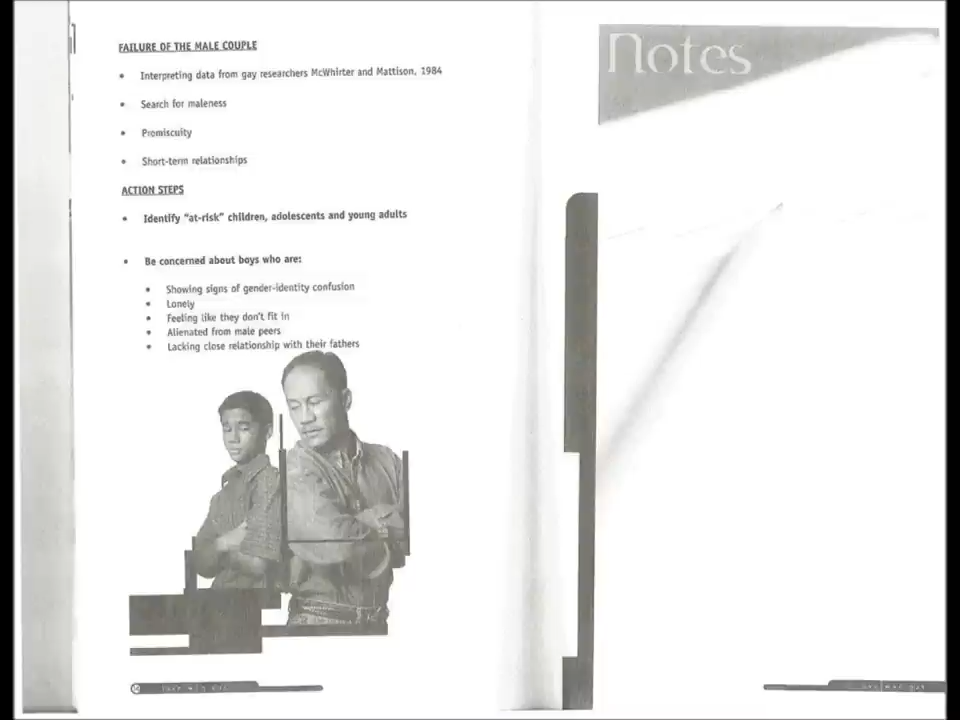 FAILURE OF THE MALE COUPLE
• Interpreting data from gay researchers McWhirter and Mattison, 1984
• Search for maleness
• Promiscuity
• Short-term relationships
ACTION STEPS
• Identify "at-risk" children, adolescents and young adults
• Be concerned about boys who are:
• Showing signs of gender-identity confusion
• Lonely
• Feeling like they don't fit in
• Alienated from male peers
• Lacking close relationship with their fathers
Notes